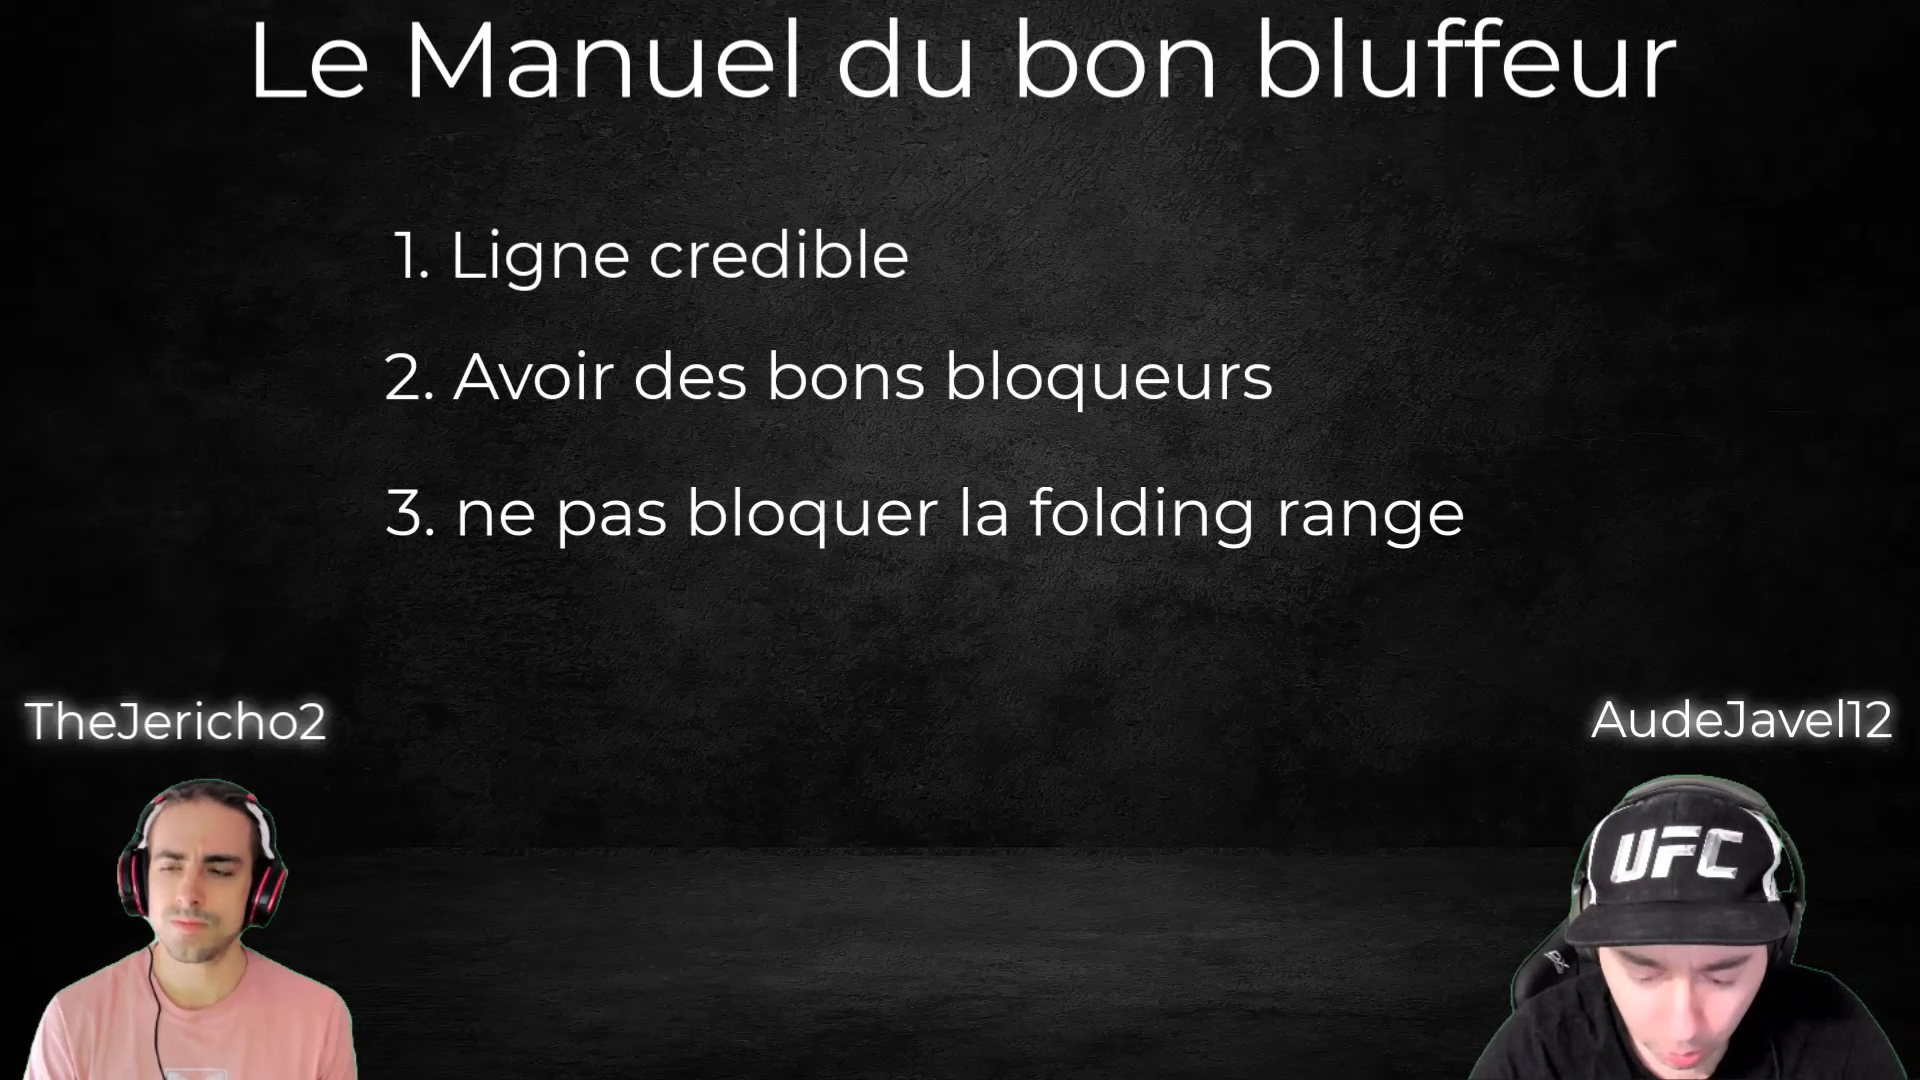 Le Manuel du bon bluffeur
1. Ligne credible
2. Avoir des bons bloqueurs
3. ne pas bloquer la folding range
TheJericho2
AudeJavel12
UFC